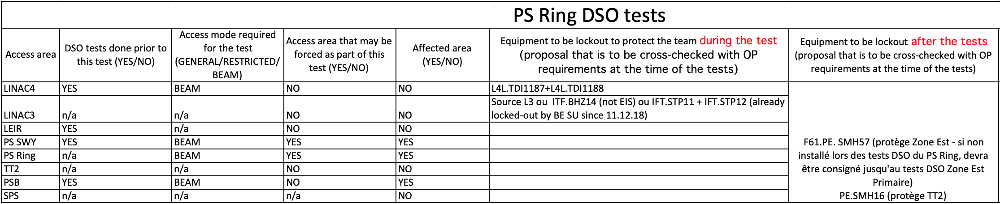 PS Ring DSO tests
Access area
DSO tests done prior to
this test (YES/NO)
Access mode required
for the test
(GENERAL/RESTRICTED/
BEAM)
Access area that may be
forced as part of this
test (YES/NO)
Affected area
(YES/NO)
Equipment to be lockout to protect the team during the test
(proposal that is to be cross-checked with OP
requirements at the time of the tests)
Equipment to be lockout after the tests
(proposal that is to be cross-checked with OP
requirements at the time of the tests)
LINAC4 YES BEAM NO NO L4L.TDI1187+L4L.TDI1188
Source L3 ou  ITF.BHZ14 (not EIS) ou IFT.STP11 + IFT.STP12 (already
LINAC3 n/a n/a NO NO locked-out by BE SU since 11.12.18)
LEIR YES n/a NO NO
PS SWY YES BEAM YES YES
PS Ring n/a BEAM YES YES
TT2 n/a n/a NO NO
PSB YES BEAM NO YES
SPS n/a n/a n/a NO
F61.PE. SMH57 (protège Zone Est - si non
installé lors des tests DSO du PS Ring, devra
être consigné jusqu'au tests DSO Zone Est
Primaire)
PE.SMH16 (protège TT2)